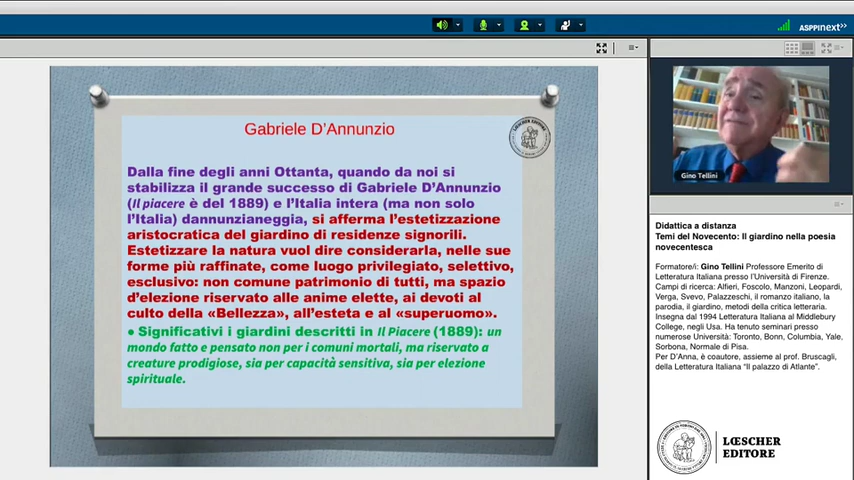 ASPPInext>>
Gabriele D'Annunzio
LOESCHER EDITORE
Dalla fine degli anni Ottanta, quando da noi si
stabilizza il grande successo di Gabriele D'Annunzio
(Il piacere è del 1889) e l'Italia intera (ma non solo
l'Italia) dannunzianeggia, si afferma l'estetizzazione
aristocratica del giardino di residenze signorili.
Estetizzare la natura vuol dire considerarla, nelle sue
forme più raffinate, come luogo privilegiato, selettivo,
esclusivo: non comune patrimonio di tutti, ma spazio
d'elezione riservato alle anime elette, ai devoti al
culto della «Bellezza», all'esteta e al «superuomo».
● Significativi i giardini descritti in Il Piacere (1889): un
mondo fatto e pensato non per i comuni mortali, ma riservato a
creature prodigiose, sia per capacità sensitiva, sia per elezione
spirituale.
Gino Tellini
Didattica a distanza
Temi del Novecento: Il giardino nella poesia
novecentesca
Formatore/i: Gino Tellini Professore Emerito di
Letteratura Italiana presso l'Università di Firenze.
Campi di ricerca: Alfieri, Foscolo, Manzoni, Leopardi,
Verga, Svevo, Palazzeschi, il romanzo italiano, la
parodia, il giardino, metodi della critica letteraria.
Insegna dal 1994 Letteratura Italiana al Middlebury
College, negli Usa. Ha tenuto seminari presso
numerose Università: Toronto, Bonn, Columbia, Yale,
Sorbona, Normale di Pisa.
Per D'Anna, è coautore, assieme al prof. Bruscagli,
della Letteratura Italiana "Il palazzo di Atlante".
LŒSCHER
EDITORE